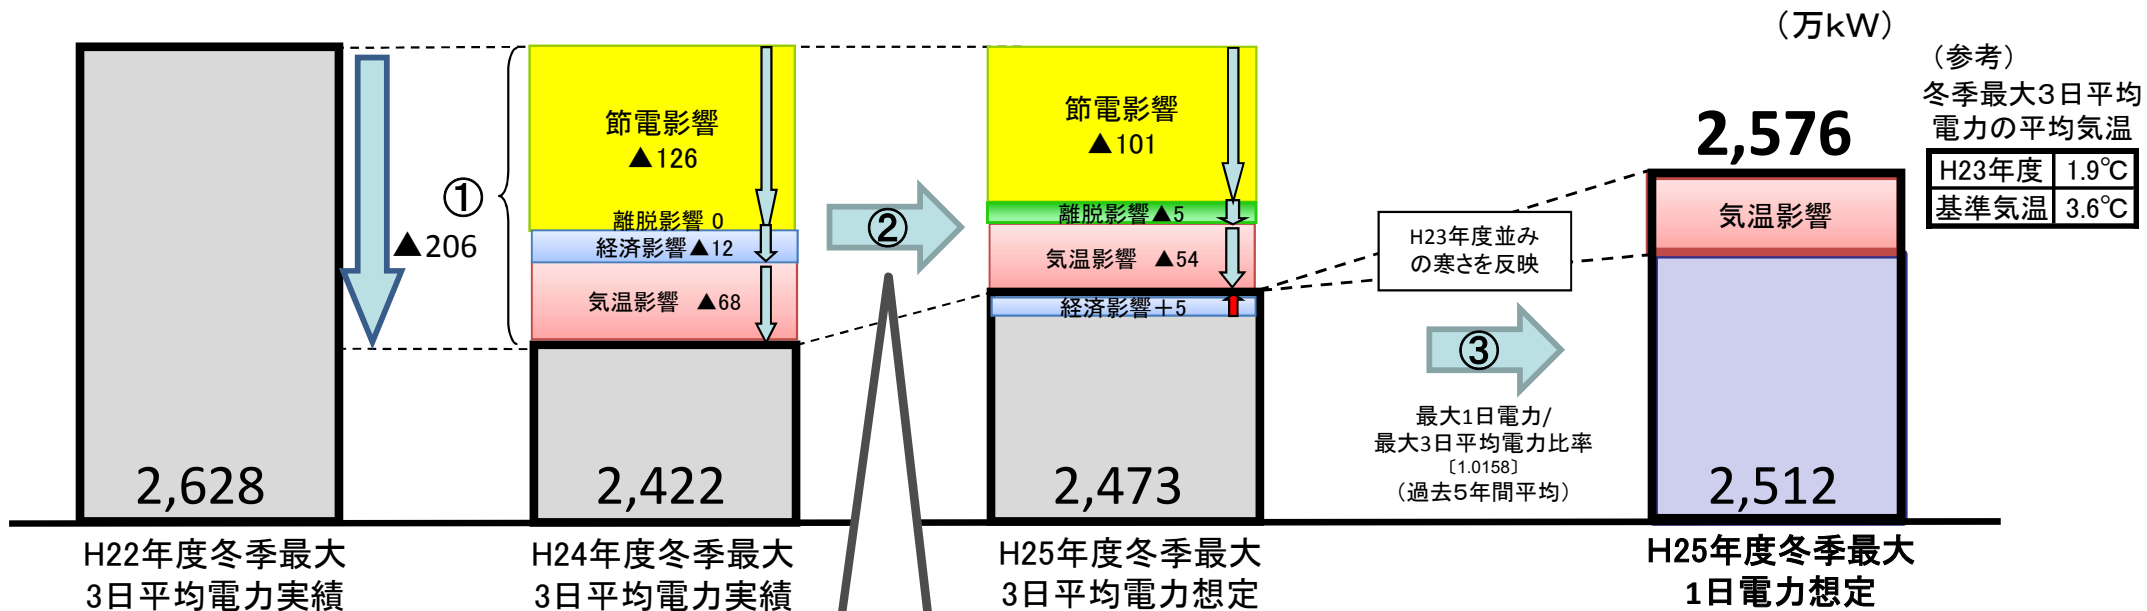 （万kW）
（参考）
冬季最大3日平均
電力の平均気温
H23年度 1.9℃
基準気温 3.6℃
①
▲206
節電影響
▲126
離脱影響 0
経済影響▲12
気温影響 ▲68
②
節電影響
▲101
離脱影響▲5
気温影響 ▲54
経済影響＋5
H23年度並み
の寒さを反映
③
最大1日電力/
最大3日平均電力比率
〔1.0158〕
（過去5年間平均）
2,576
気温影響
2,628
2,422
2,473
2,512
H22年度冬季最大
3日平均電力実績
H24年度冬季最大
3日平均電力実績
H25年度冬季最大
3日平均電力想定
H25年度冬季最大
1日電力想定